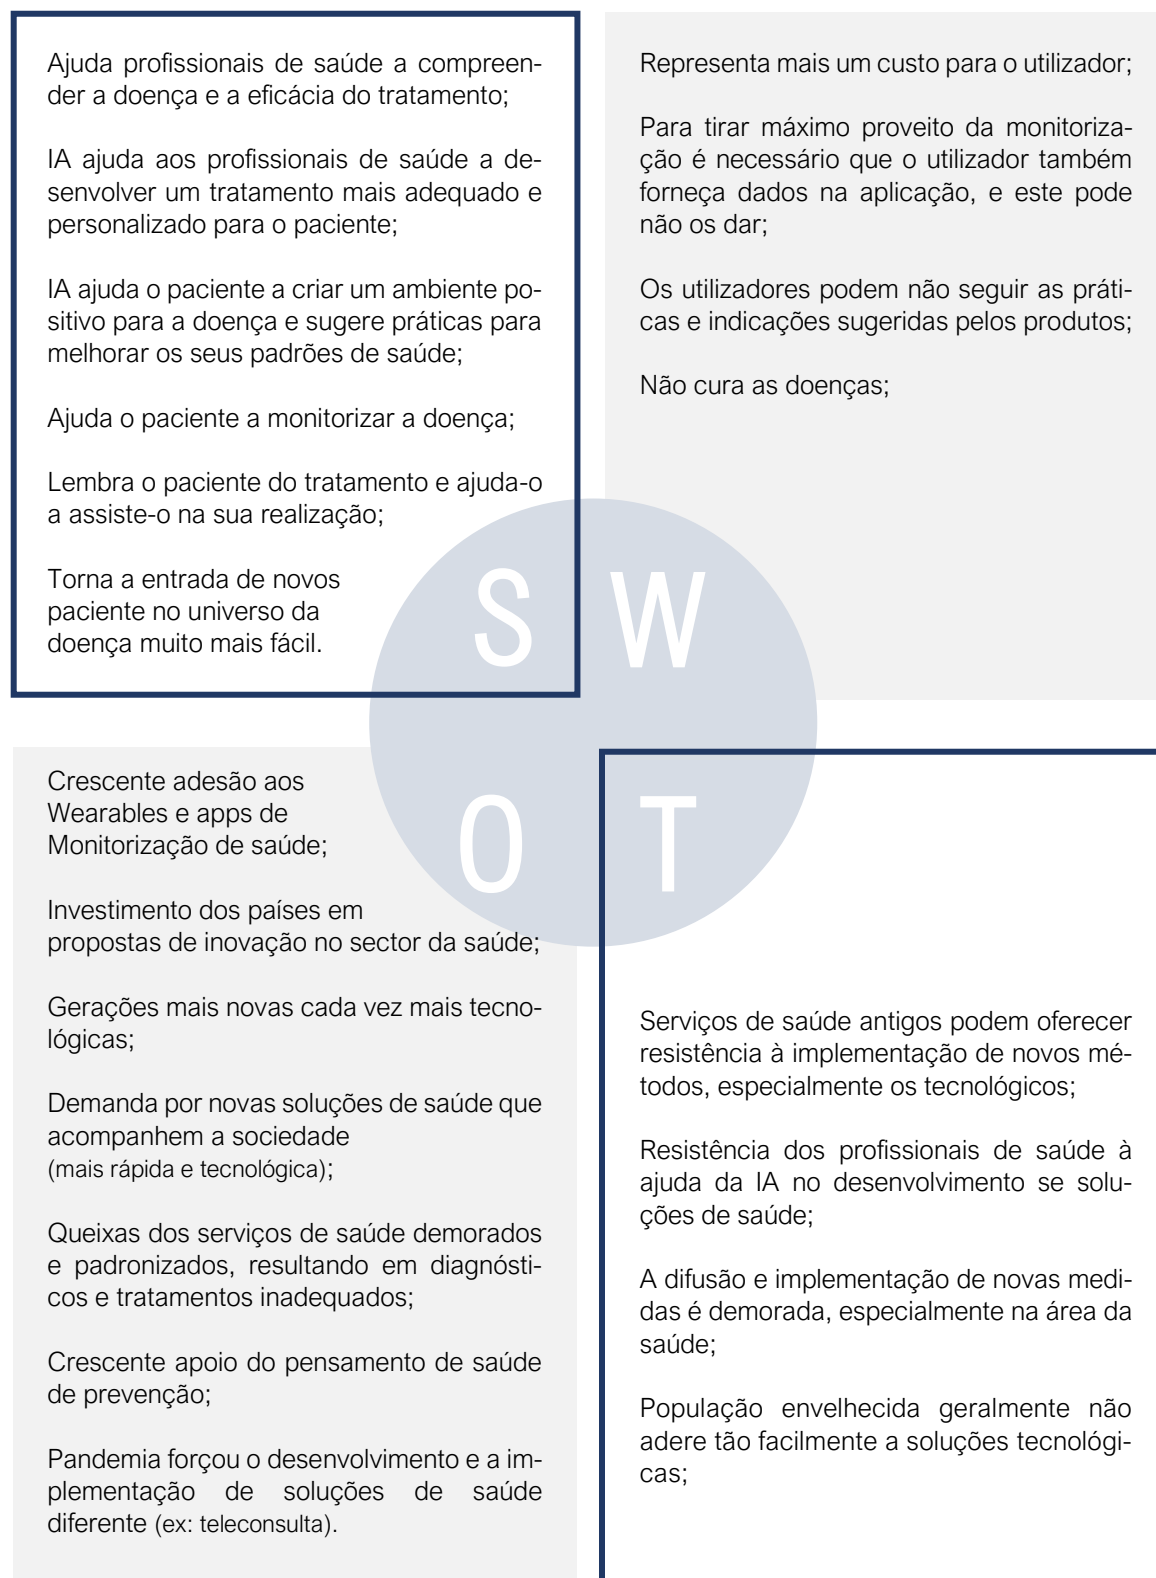 Ajuda profissionais de saúde a compreen-
der a doença e a eficácia do tratamento;
IA ajuda aos profissionais de saúde a de-
senvolver um tratamento mais adequado e
personalizado para o paciente;
IA ajuda o paciente a criar um ambiente po-
sitivo para a doença e sugere práticas para
melhorar os seus padrões de saúde;
Ajuda o paciente a monitorizar a doença;
Lembra o paciente do tratamento e ajuda-o
a assiste-o na sua realização;
Torna a entrada de novos
paciente no universo da
doença muito mais fácil.
S
Representa mais um custo para o utilizador;
Para tirar máximo proveito da monitoriza-
ção é necessário que o utilizador também
forneça dados na aplicação, e este pode
não os dar;
Os utilizadores podem não seguir as práti-
cas e indicações sugeridas pelos produtos;
Não cura as doenças;
W
Crescente adesão aos
Wearables e apps de
Monitorização de saúde;
O
Investimento dos países em
propostas de inovação no sector da saúde;
Gerações mais novas cada vez mais tecno-
lógicas;
Demanda por novas soluções de saúde que
acompanhem a sociedade
(mais rápida e tecnológica);
Queixas dos serviços de saúde demorados
e padronizados, resultando em diagnósti-
cos e tratamentos inadequados;
Crescente apoio do pensamento de saúde
de prevenção;
Pandemia forçou o desenvolvimento e a im-
plementação de soluções de saúde
diferente (ex: teleconsulta).
T
Serviços de saúde antigos podem oferecer
resistência à implementação de novos mé-
todos, especialmente os tecnológicos;
Resistência dos profissionais de saúde à
ajuda da IA no desenvolvimento se solu-
ções de saúde;
A difusão e implementação de novas medi-
das é demorada, especialmente na área da
saúde;
População envelhecida geralmente não
adere tão facilmente a soluções tecnológi-
cas;